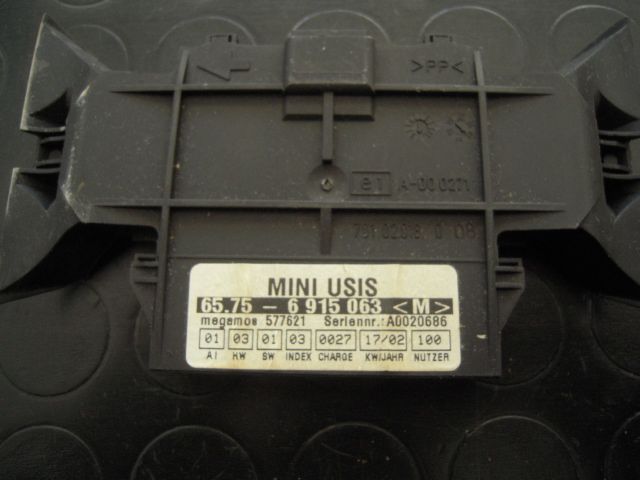 >PP<
e1 A-00 0271
MINI USIS
65.75 - 6 915 063 <M>
megamos 577621 Seriennr.: A0020686
01 03 01 03 0027 17/02 100
AI HW SW INDEX CHARGE KW/JAHR NUTZER